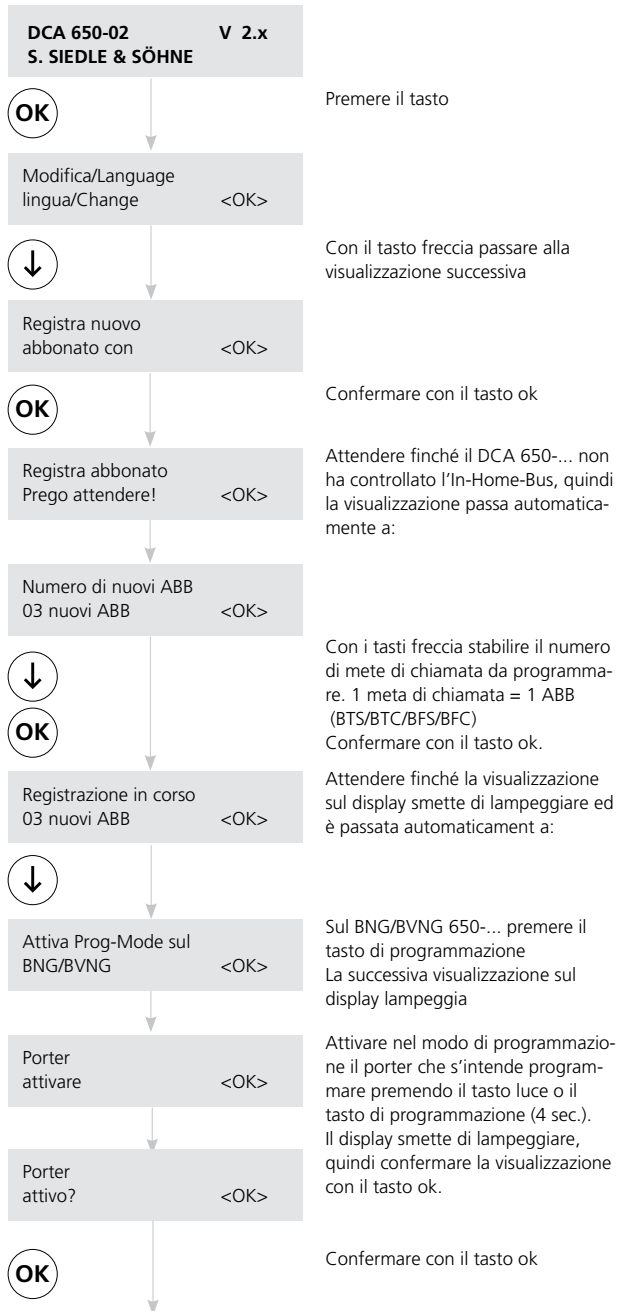 DCA 650-02 V 2.x
S. SIEDLE & SÖHNE
OK
Premere il tasto
Modifica/Language
lingua/Change <OK>
↓
Con il tasto freccia passare alla
visualizzazione successiva
Registra nuovo
abbonato con <OK>
OK
Confermare con il tasto ok
Registra abbonato
Prego attendere! <OK>
Attendere finché il DCA 650-... non
ha controllato l'In-Home-Bus, quindi
la visualizzazione passa automatica-
mente a:
Numero di nuovi ABB
03 nuovi ABB <OK>
↓
OK
Con i tasti freccia stabilire il numero
di mete di chiamata da programma-
re. 1 meta di chiamata = 1 ABB
(BTS/BTC/BFS/BFC)
Confermare con il tasto ok.
Registrazione in corso
03 nuovi ABB <OK>
Attendere finché la visualizzazione
sul display smette di lampeggiare ed
è passata automaticament a:
↓
Attiva Prog-Mode sul
BNG/BVNG <OK>
Sul BNG/BVNG 650-... premere il
tasto di programmazione
La successiva visualizzazione sul
display lampeggia
Porter
attivare <OK>
Attivare nel modo di programmazio-
ne il porter che s'intende program-
mare premendo il tasto luce o il
tasto di programmazione (4 sec.).
Il display smette di lampeggiare,
quindi confermare la visualizzazione
con il tasto ok.
Porter
attivo? <OK>
OK
Confermare con il tasto ok